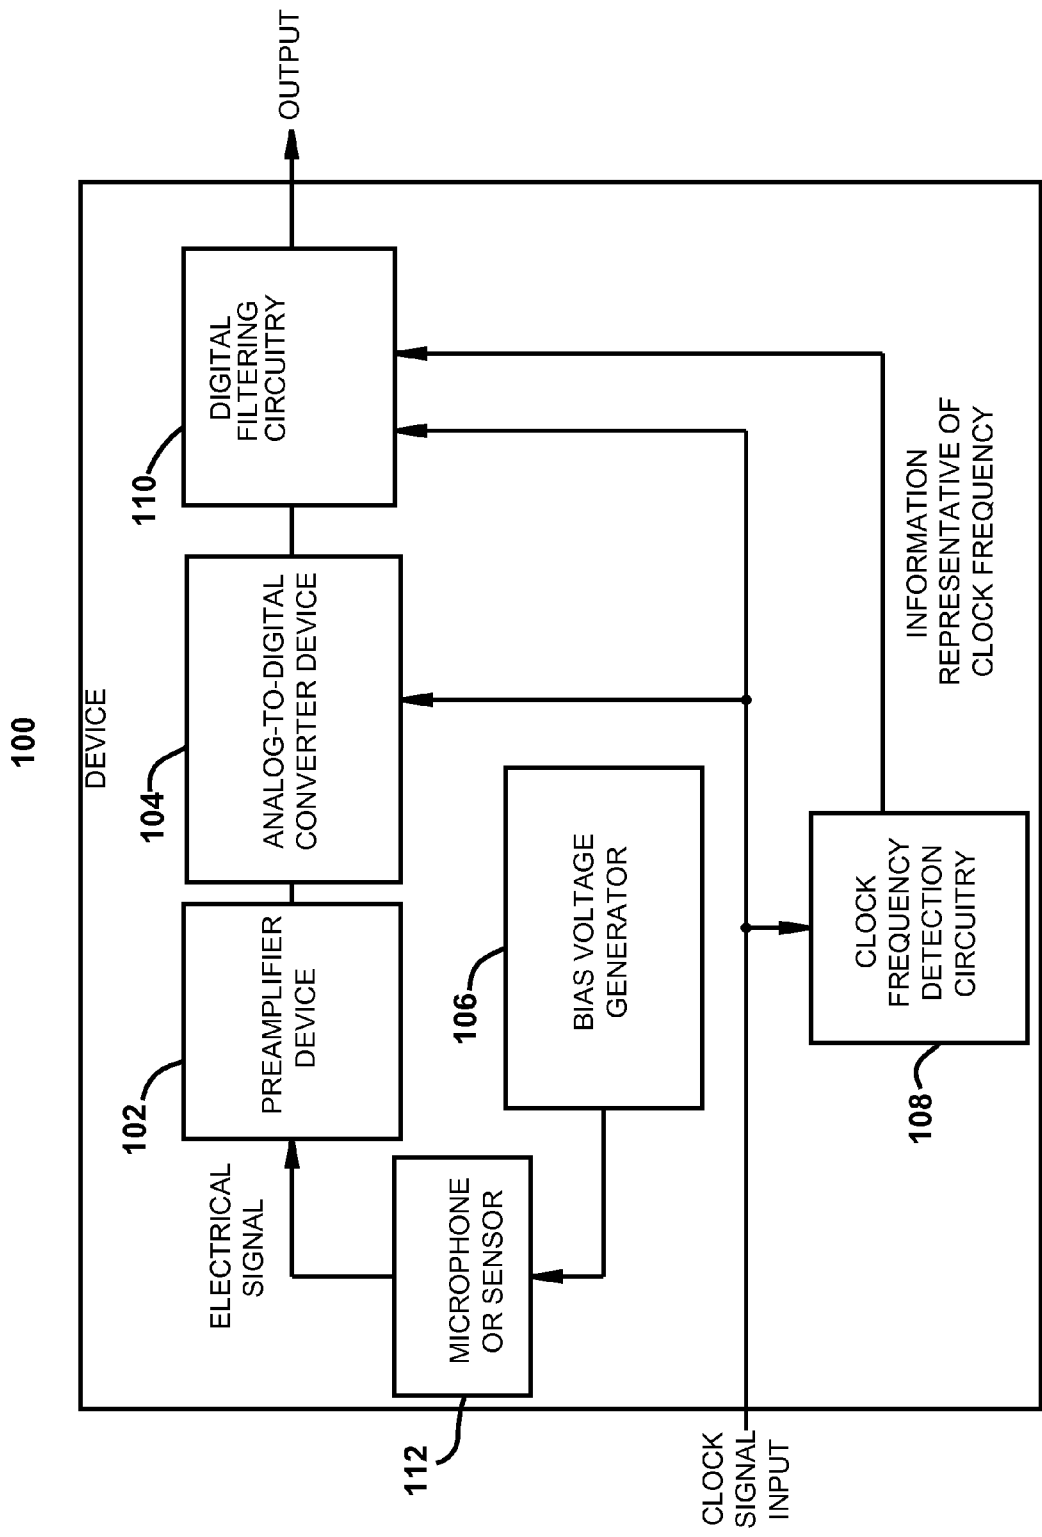 100
DEVICE
OUTPUT
102
PREAMPLIFIER
DEVICE
104
ANALOG-TO-DIGITAL
CONVERTER DEVICE
110
DIGITAL
FILTERING
CIRCUITRY
ELECTRICAL
SIGNAL
112
MICROPHONE
OR SENSOR
106
BIAS VOLTAGE
GENERATOR
CLOCK
SIGNAL
INPUT
108
CLOCK
FREQUENCY
DETECTION
CIRCUITRY
INFORMATION
REPRESENTATIVE OF
CLOCK FREQUENCY